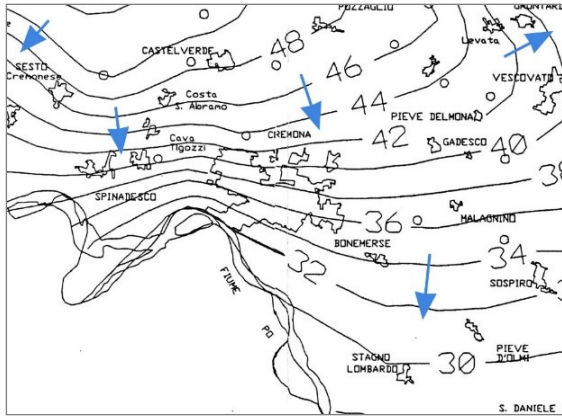 POZZAGLIO
GRONTARD
CASTELVERDE
48
Levata
SESTO
Cremonese
VESCOVATO
46
Costa
S. Abramo
44
PIEVE DELMONA
Cava
Tigozzi
CREMONA
42
GADESCO
40
38
SPINADESCO
36
MALAGNINO
BONEMERSE
34
32
SOSPIRO
FIUME
PO
STAGNO
LOMBARDO
30
PIEVE
D'OLMI
S. DANIELE